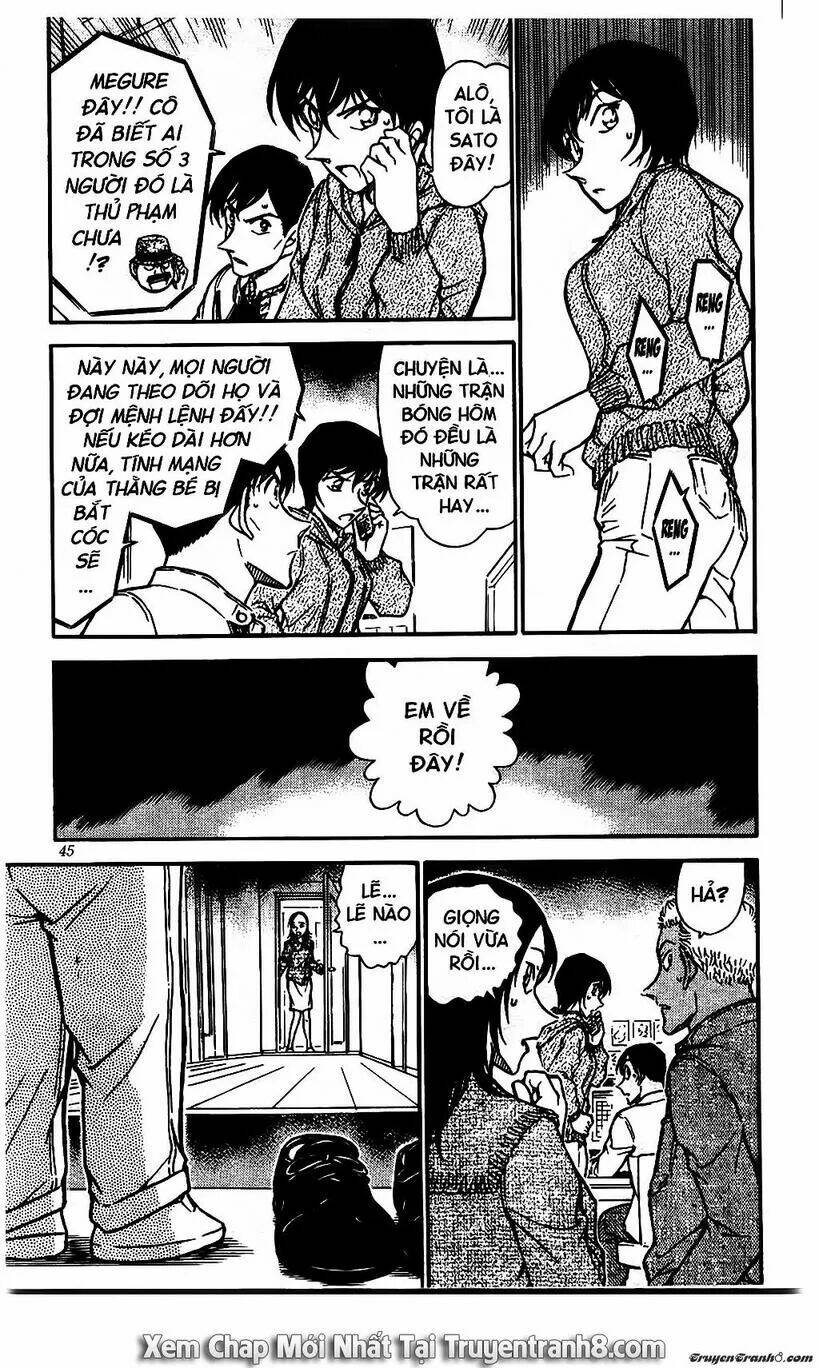 RENG
...
RENG
...
RENG
...
ALÔ,
TÔI LÀ
SATO
ĐÂY!
MEGURE
ĐÂY!! CÔ
ĐÃ BIẾT AI
TRONG SỐ 3
NGƯỜI ĐÓ LÀ
THỦ PHẠM
CHƯA
!?
CHUYỆN LÀ...
NHỮNG TRẬN
BÓNG HÔM
ĐÓ ĐỀU LÀ
NHỮNG
TRẬN RẤT
HAY...
NÀY NÀY, MỌI NGƯỜI
ĐANG THEO DÕI HỌ VÀ
ĐỢI MỆNH LỆNH ĐẤY!!
NẾU KÉO DÀI HƠN
NỮA, TÍNH MẠNG
CỦA THẰNG BÉ BỊ
BẮT
CÓC
SẼ
...
EM VỀ
RỒI
ĐÂY!
45
HẢ?
GIỌNG
NÓI VỪA
RỒI...
LẼ...
LẼ NÀO
...
Xem Chap Mới Nhất Tại Truyentranh8.com
TruyenTranh8.com